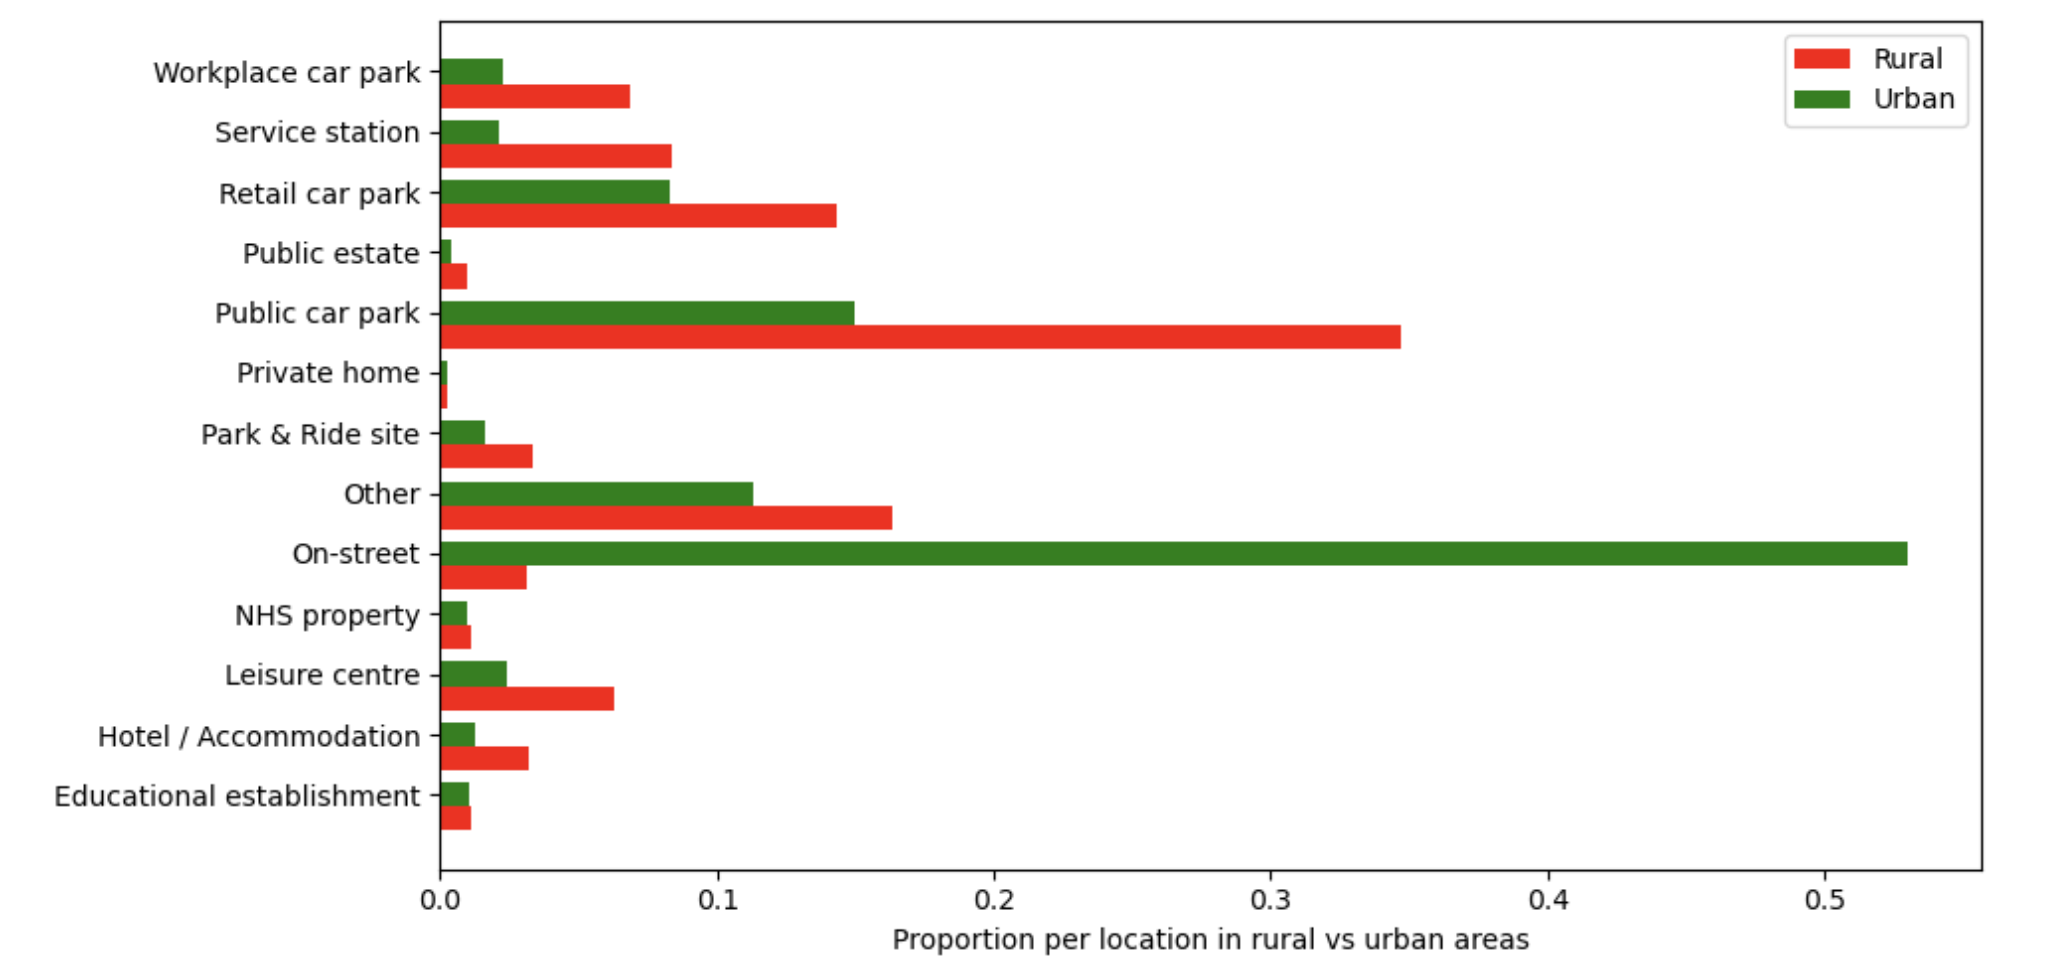 Rural
Urban
Workplace car park
Service station
Retail car park
Public estate
Public car park
Private home
Park & Ride site
Other
On-street
NHS property
Leisure centre
Hotel / Accommodation
Educational establishment
0.0 0.1 0.2 0.3 0.4 0.5
Proportion per location in rural vs urban areas